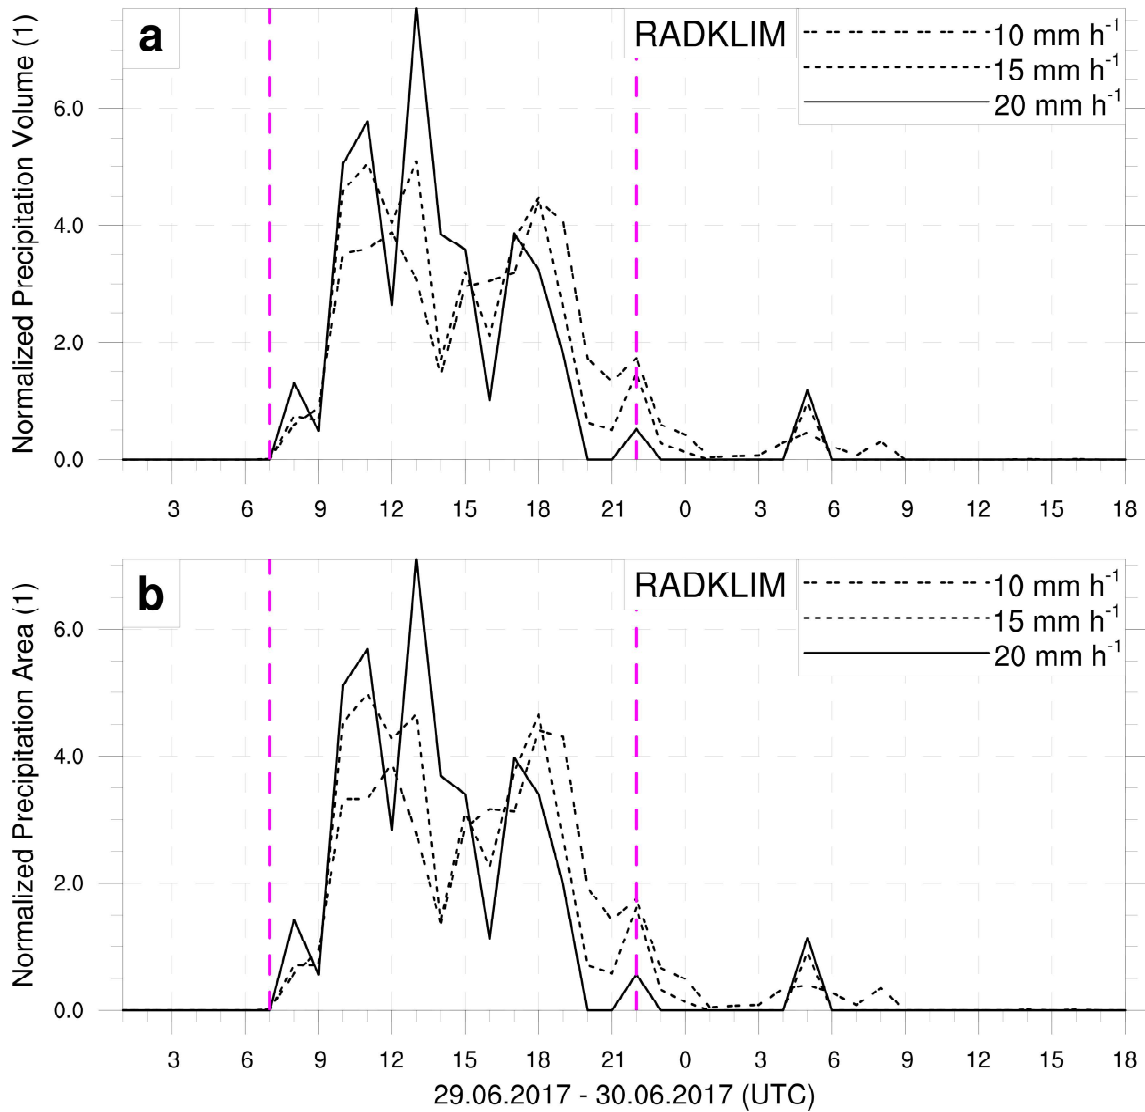 a
RADKLIM
10 mm h-1
15 mm h-1
20 mm h-1
Normalized Precipitation Volume (1)
6.0
4.0
2.0
0.0
3 6 9 12 15 18 21 0 3 6 9 12 15 18
b
RADKLIM
10 mm h-1
15 mm h-1
20 mm h-1
Normalized Precipitation Area (1)
6.0
4.0
2.0
0.0
3 6 9 12 15 18 21 0 3 6 9 12 15 18
29.06.2017 - 30.06.2017 (UTC)